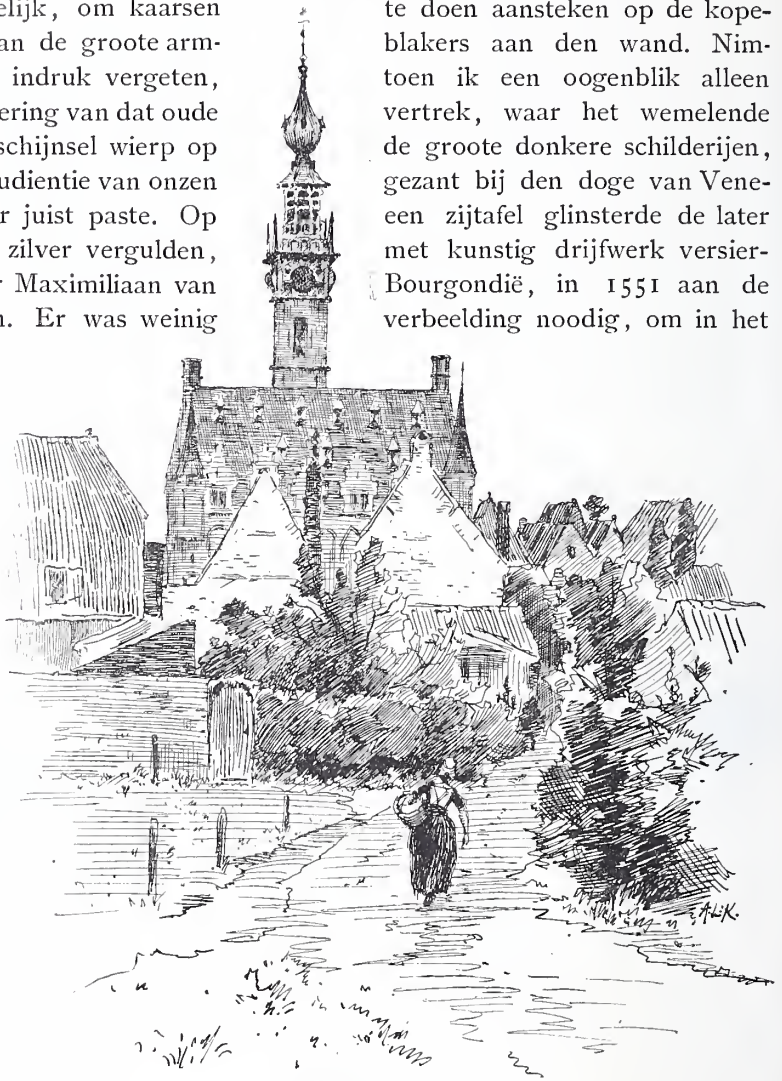 elijk, om kaarsen te doen aansteken op de kope-
an de groote arm- blakers aan den wand. Nim-
indruk vergeten, toen ik een oogenblik alleen
ering van dat oude vertrek, waar het wemelende
schijnsel wierp op de groote donkere schilderijen,
udientie van onzen gezant bij den doge van Vene-
r juist paste. Op een zijtafel glinsterde de later
zilver vergulden, met kunstig drijfwerk versier-
r Maximiliaan van Bourgondië, in 1551 aan de
n. Er was weinig verbeelding noodig, om in het